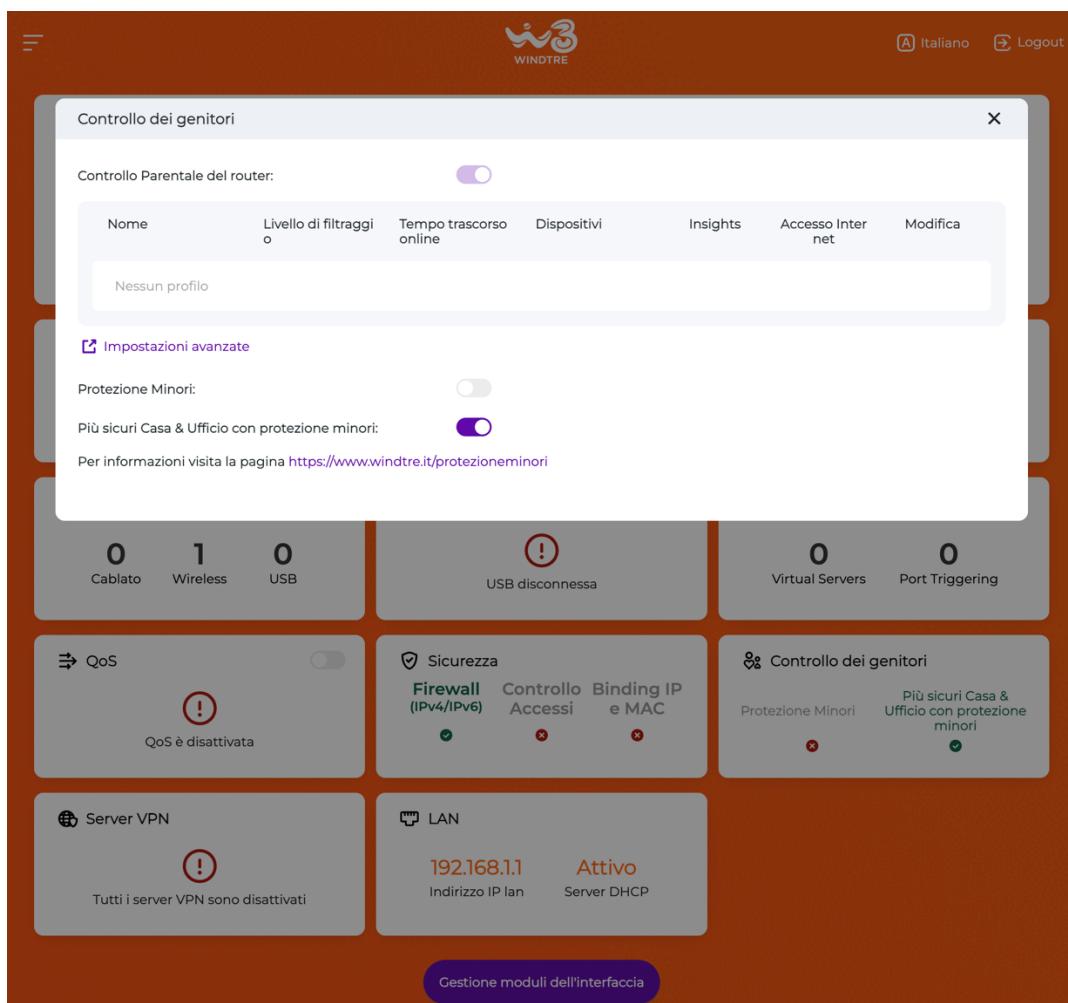 WINDTRE
A Italiano
Logout
Controllo dei genitori
Controllo Parentale del router:
Nome
Livello di filtraggi
o
Tempo trascorso
online
Dispositivi
Insights
Accesso Inter
net
Modifica
Nessun profilo
Impostazioni avanzate
Protezione Minori:
Più sicuri Casa & Ufficio con protezione minori:
Per informazioni visita la pagina https://www.windtre.it/protezioneminori
0
Cablato
1
Wireless
0
USB
USB disconnessa
0
Virtual Servers
0
Port Triggering
QoS
QoS è disattivata
Sicurezza
Firewall
(IPv4/IPv6)
Controllo
Accessi
Binding IP
e MAC
Controllo dei genitori
Protezione Minori
Più sicuri Casa &
Ufficio con protezione
minori
Server VPN
Tutti i server VPN sono disattivati
LAN
192.168.1.1
Indirizzo IP lan
Attivo
Server DHCP
Gestione moduli dell'interfaccia